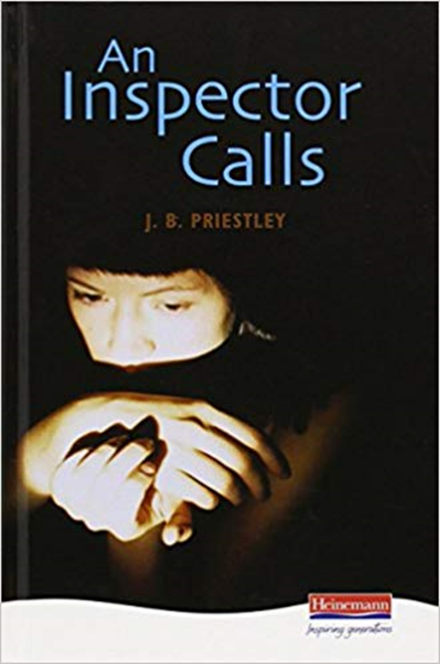 An
Inspector
Calls
J. B. PRIESTLEY
Heinemann
Inspiring generations